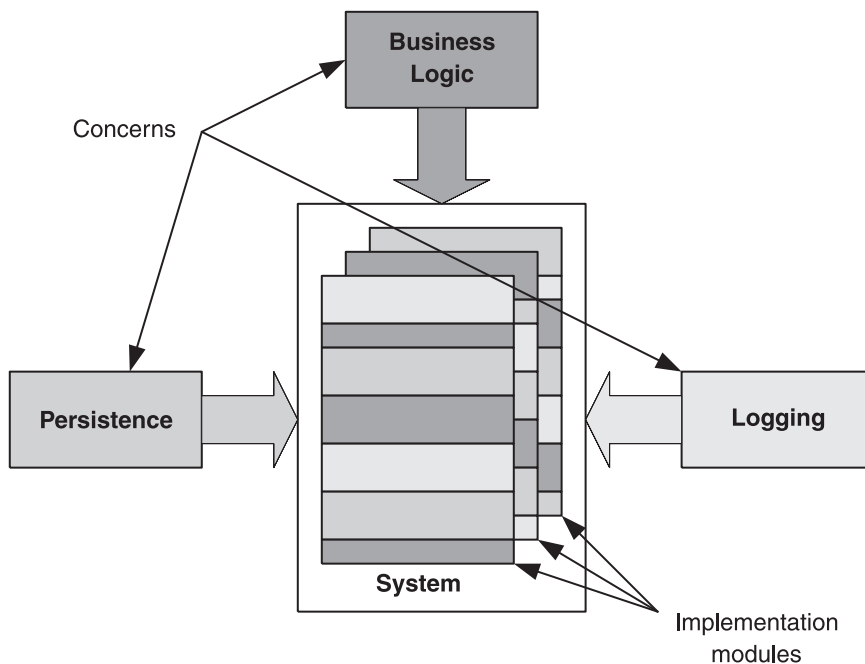 Business
Logic
Concerns
Persistence
Logging
System
Implementation
modules